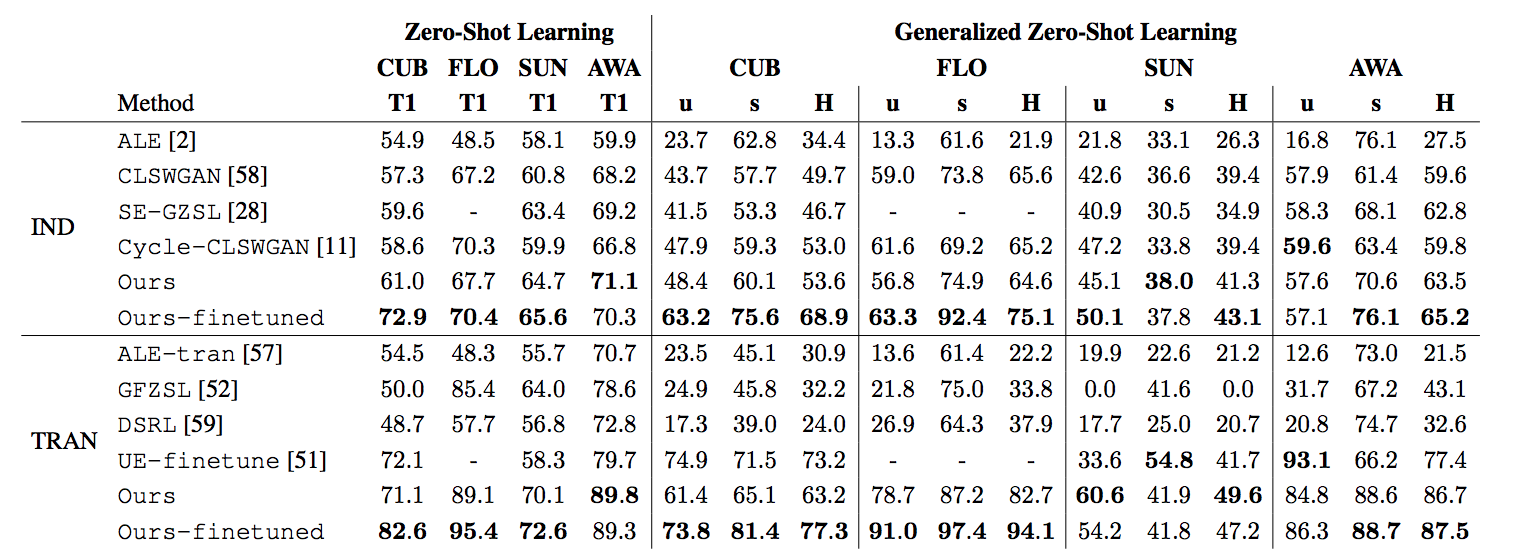 Zero-Shot Learning Generalized Zero-Shot Learning
CUB FLO SUN AWA CUB FLO SUN AWA
Method T1 T1 T1 T1 u s H u s H u s H u s H
ALE [2] 54.9 48.5 58.1 59.9 23.7 62.8 34.4 13.3 61.6 21.9 21.8 33.1 26.3 16.8 76.1 27.5
CLSWGAN [58] 57.3 67.2 60.8 68.2 43.7 57.7 49.7 59.0 73.8 65.6 42.6 36.6 39.4 57.9 61.4 59.6
SE-GZSL [28] 59.6 - 63.4 69.2 41.5 53.3 46.7 - - - 40.9 30.5 34.9 58.3 68.1 62.8
IND
Cycle-CLSWGAN [11] 58.6 70.3 59.9 66.8 47.9 59.3 53.0 61.6 69.2 65.2 47.2 33.8 39.4 59.6 63.4 59.8
Ours 61.0 67.7 64.7 71.1 48.4 60.1 53.6 56.8 74.9 64.6 45.1 38.0 41.3 57.6 70.6 63.5
Ours-finetuned 72.9 70.4 65.6 70.3 63.2 75.6 68.9 63.3 92.4 75.1 50.1 37.8 43.1 57.1 76.1 65.2
ALE-tran [57] 54.5 48.3 55.7 70.7 23.5 45.1 30.9 13.6 61.4 22.2 19.9 22.6 21.2 12.6 73.0 21.5
GFZSL [52] 50.0 85.4 64.0 78.6 24.9 45.8 32.2 21.8 75.0 33.8 0.0 41.6 0.0 31.7 67.2 43.1
DSRL [59] 48.7 57.7 56.8 72.8 17.3 39.0 24.0 26.9 64.3 37.9 17.7 25.0 20.7 20.8 74.7 32.6
TRAN
UE-finetune [51] 72.1 - 58.3 79.7 74.9 71.5 73.2 - - - 33.6 54.8 41.7 93.1 66.2 77.4
Ours 71.1 89.1 70.1 89.8 61.4 65.1 63.2 78.7 87.2 82.7 60.6 41.9 49.6 84.8 88.6 86.7
Ours-finetuned 82.6 95.4 72.6 89.3 73.8 81.4 77.3 91.0 97.4 94.1 54.2 41.8 47.2 86.3 88.7 87.5